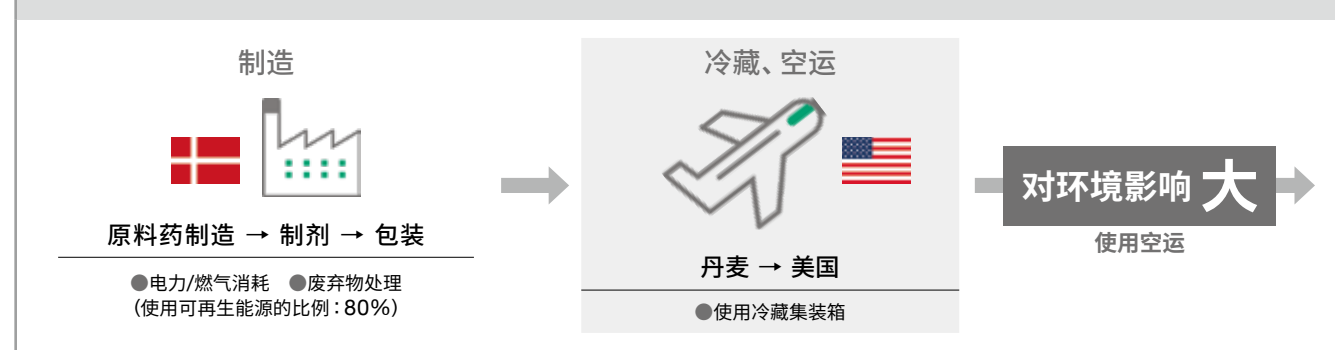 制造
原料药制造 → 制剂 → 包装
●电力/燃气消耗 ●废弃物处理
(使用可再生能源的比例:80%)
冷藏、空运
丹麦 → 美国
●使用冷藏集装箱
对环境影响 大
使用空运